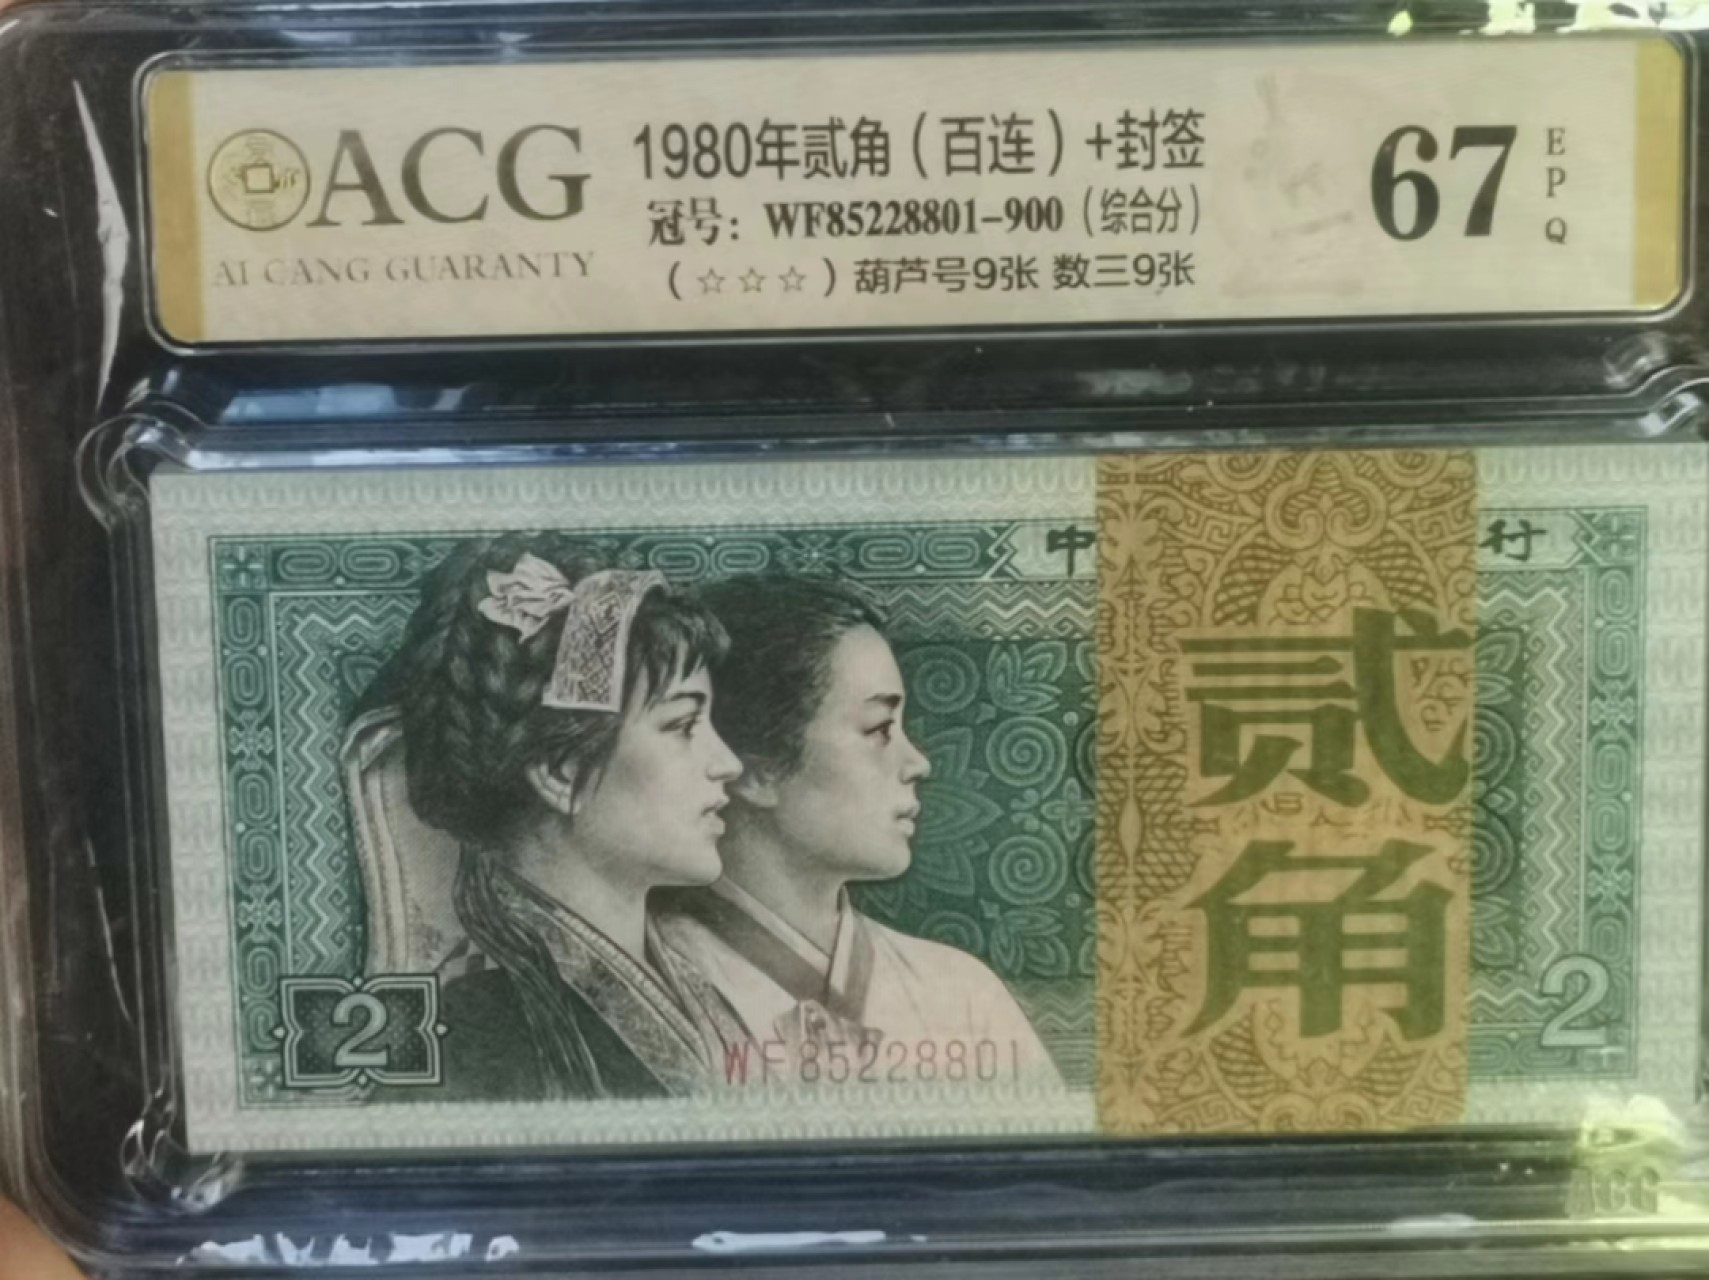 ACG
AI CANG GUARANTY
1980年贰角（百连）+封签
冠号：WF85228801-900（综合分）
（☆☆☆）葫芦号9张 数三9张
67
EPQ
中
行
贰角
2
WF85228801
2
ACG